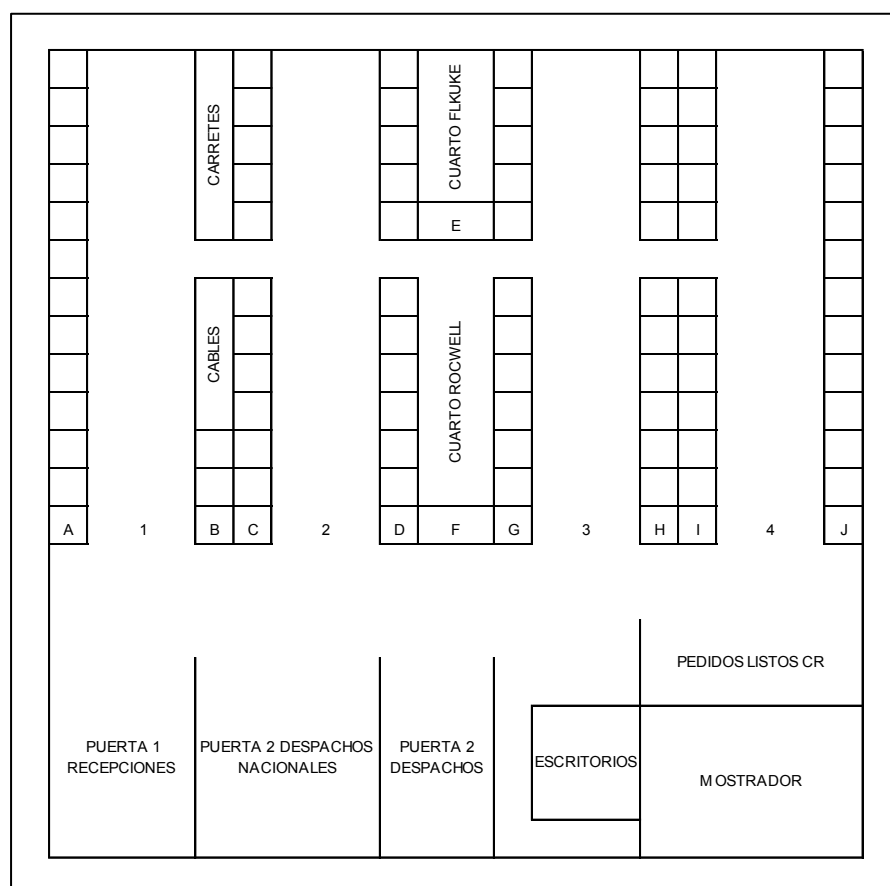 CARRETES
CUARTO FLKUKE
E
CABLES
CUARTO ROCWELL
A
1
B
C
2
D
F
G
3
H
I
4
J
PEDIDOS LISTOS CR
PUERTA 1
RECEPCIONES
PUERTA 2 DESPACHOS
NACIONALES
PUERTA 2
DESPACHOS
ESCRITORIOS
MOSTRADOR